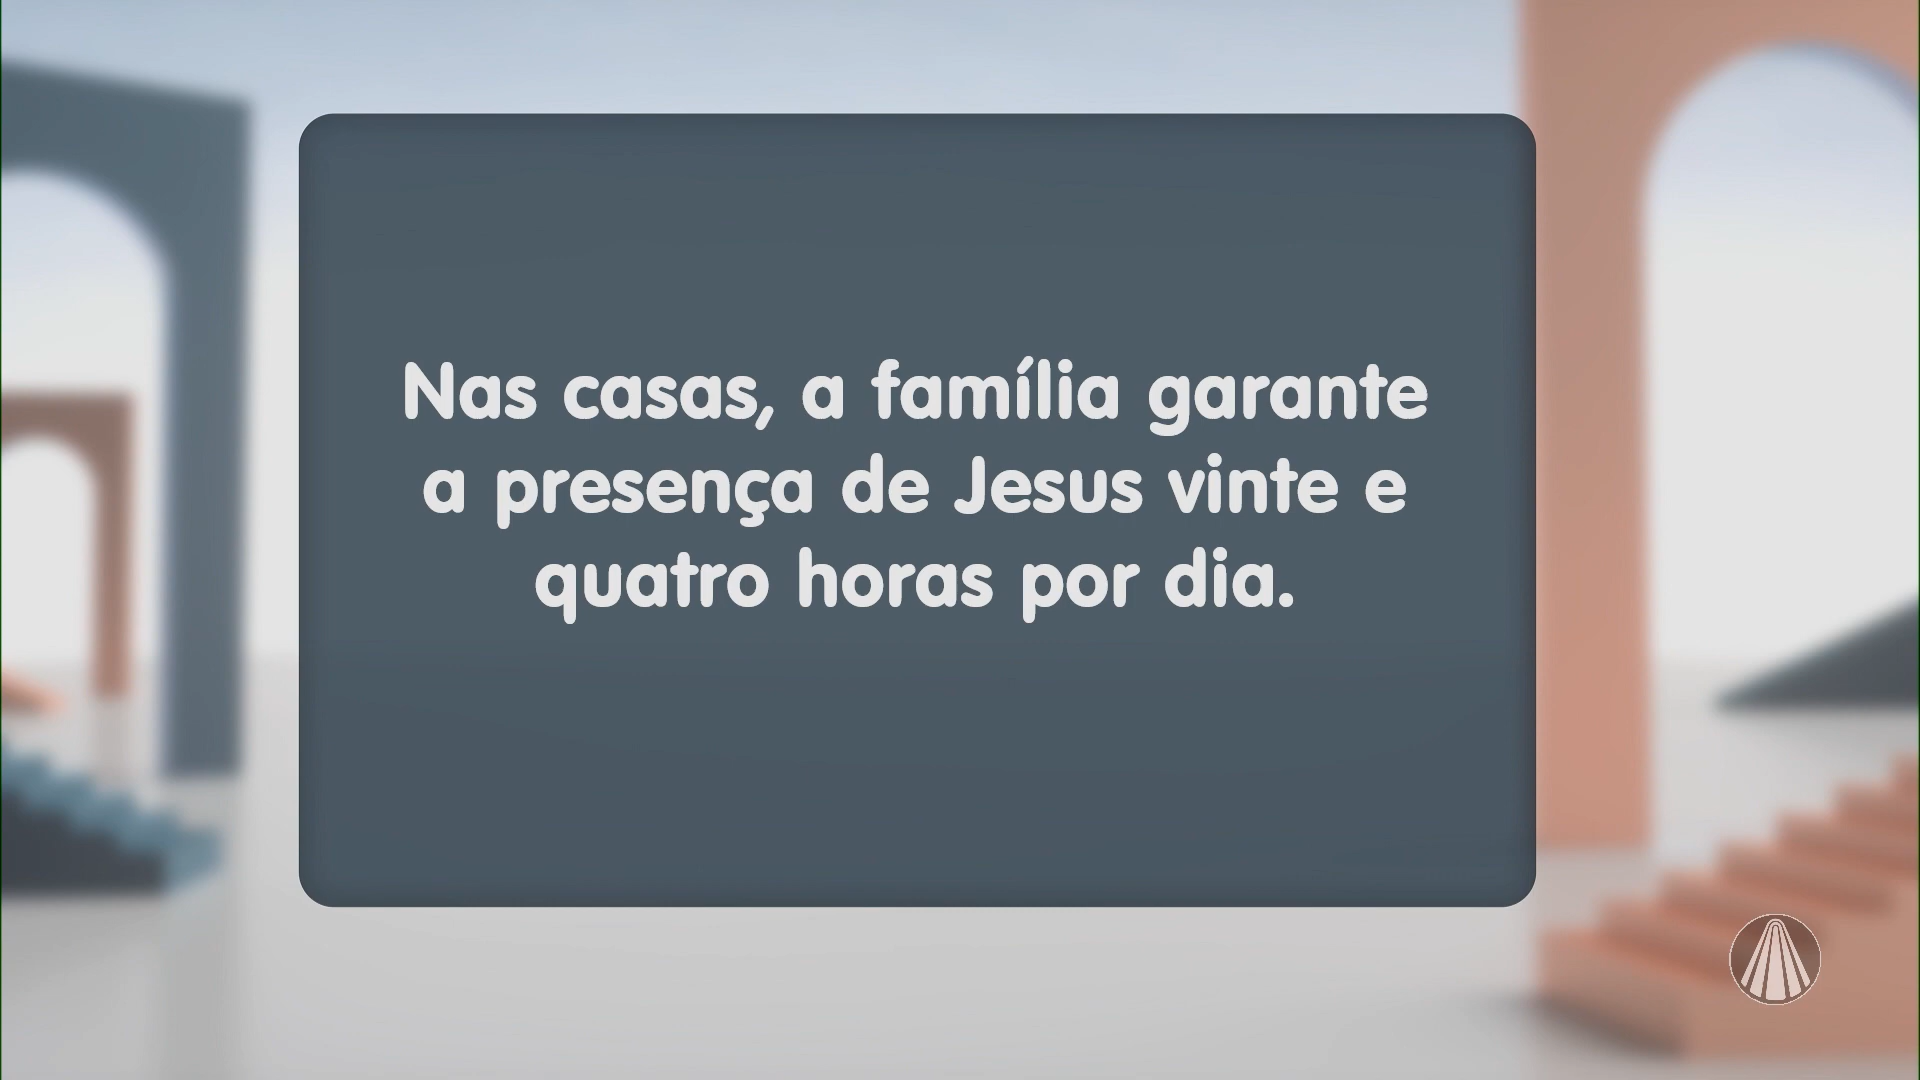 Nas casas, a família garante
a presença de Jesus vinte e
quatro horas por dia.